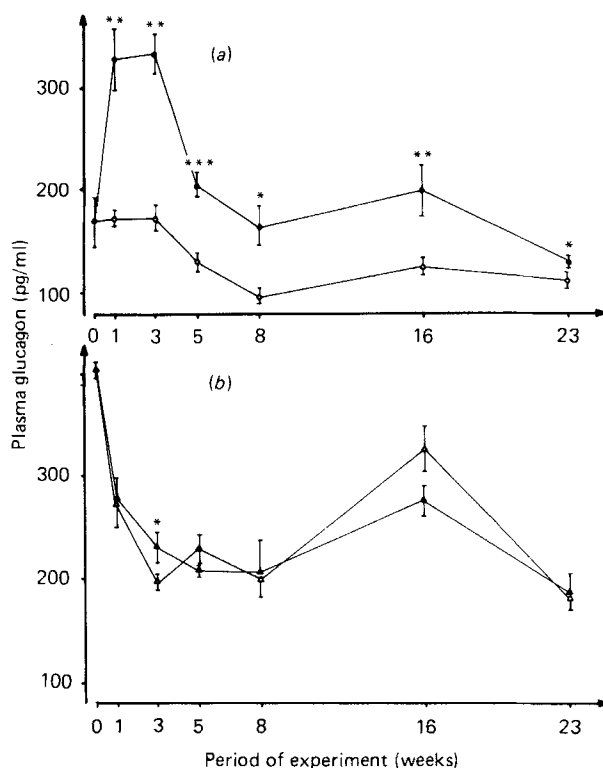 ** ** (a)
300
*** **
200 * *
100
0 1 3 5 8 16 23
Plasma glucagon (pg/ml)
(b)
300
*
200
100
0 1 3 5 8 16 23
Period of experiment (weeks)